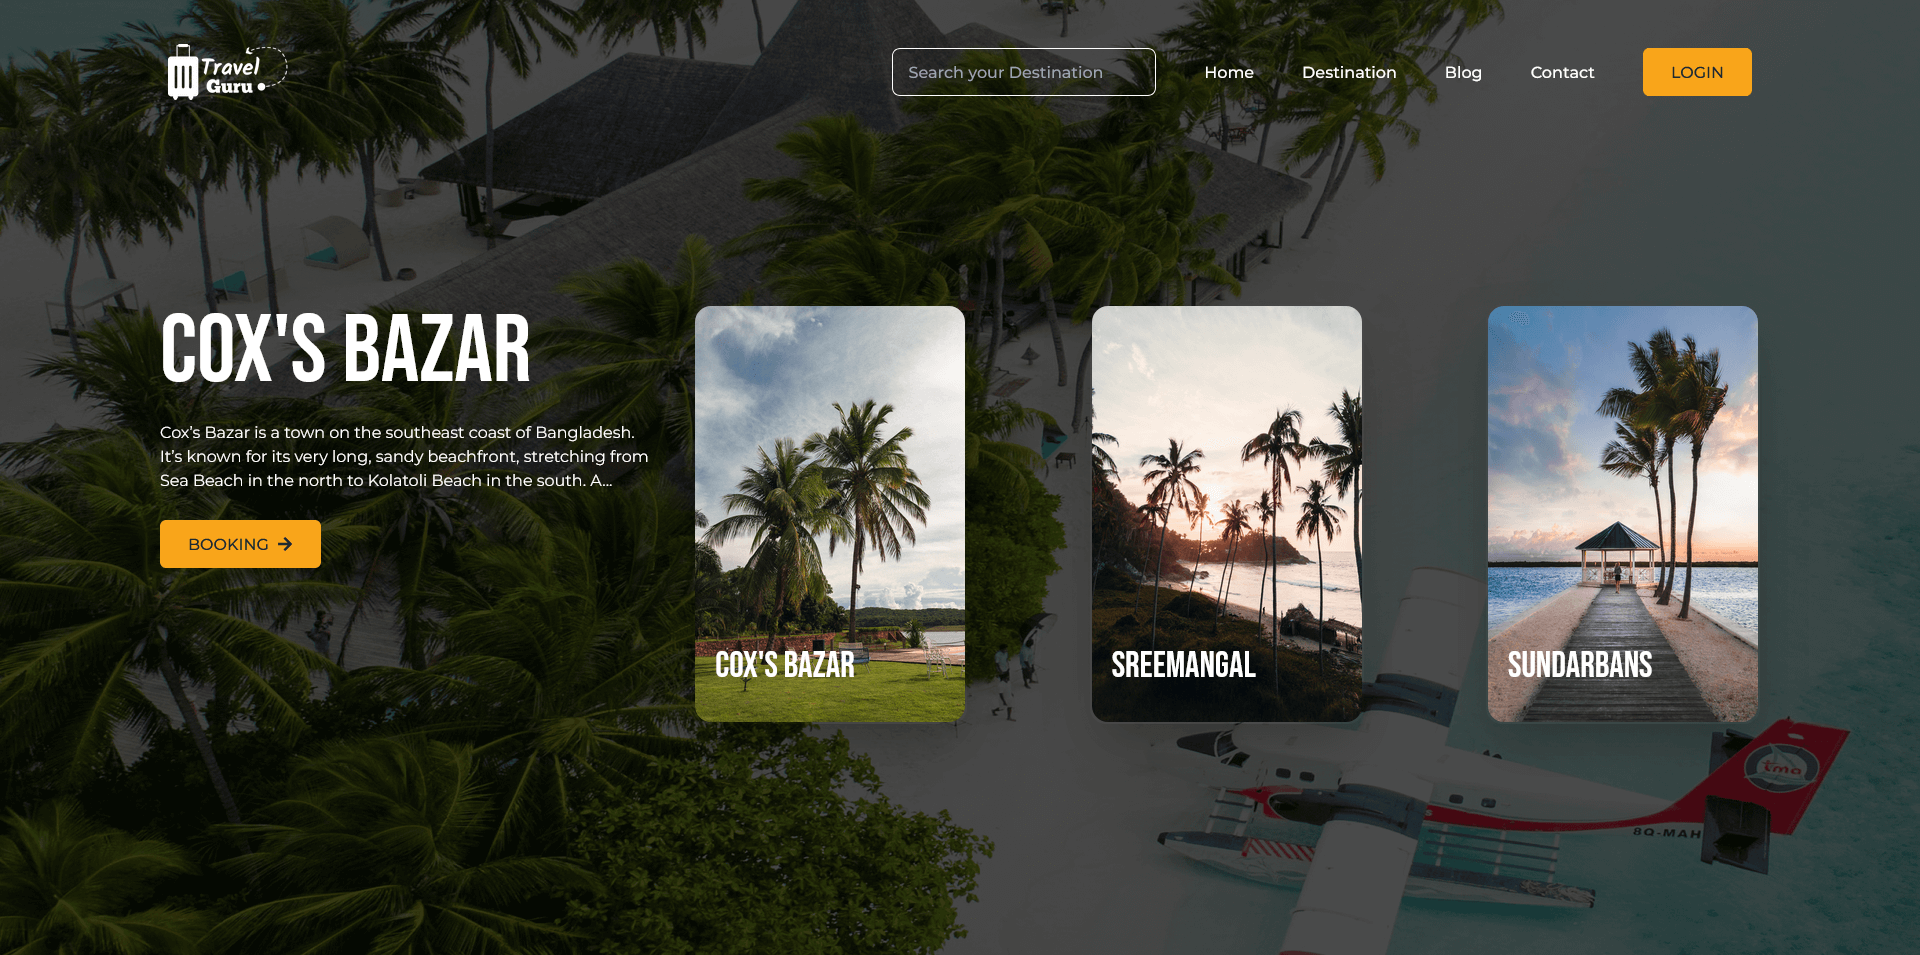 Travel
Guru
Search your Destination
Home
Destination
Blog
Contact
LOGIN
COX'S BAZAR
Cox’s Bazar is a town on the southeast coast of Bangladesh.
It’s known for its very long, sandy beachfront, stretching from
Sea Beach in the north to Kolatoli Beach in the south. A...
BOOKING
COX'S BAZAR
SREEMANGAL
SUNDARBANS
tma
8Q-MAH